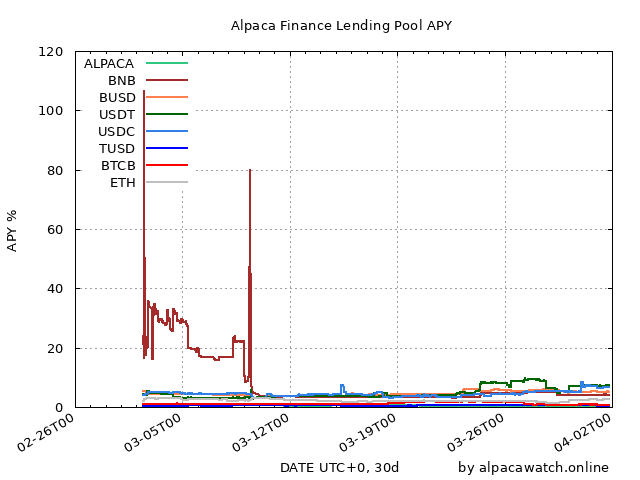 Alpaca Finance Lending Pool APY
120
100
80
60
40
20
0
APY %
ALPACA
BNB
BUSD
USDT
USDC
TUSD
BTCB
ETH
02-26T00
03-05T00
03-12T00
03-19T00
03-26T00
04-02T00
DATE UTC+0, 30d
by alpacawatch.online